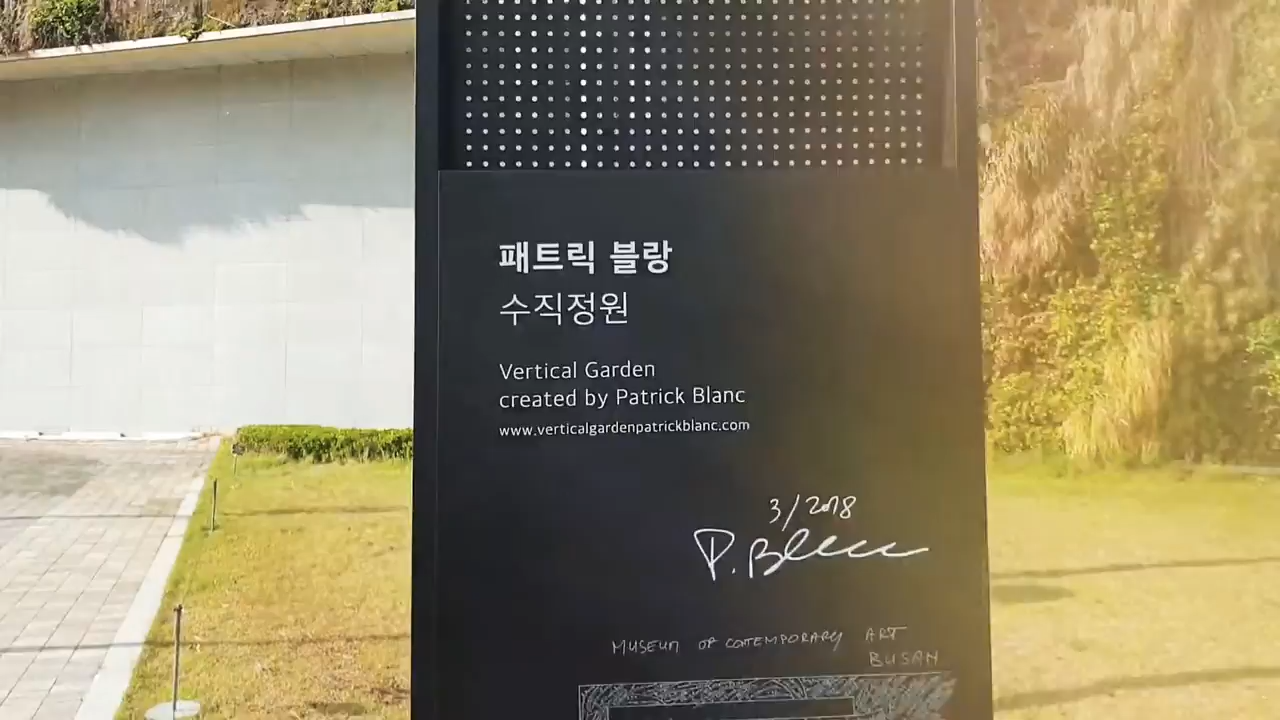 패트릭 블랑
수직정원
Vertical Garden
created by Patrick Blanc
www.verticalgardenpatrickblanc.com
3/2018
P. Blanc
MUSEUM OF COTEMPORARY ART
BUSAN